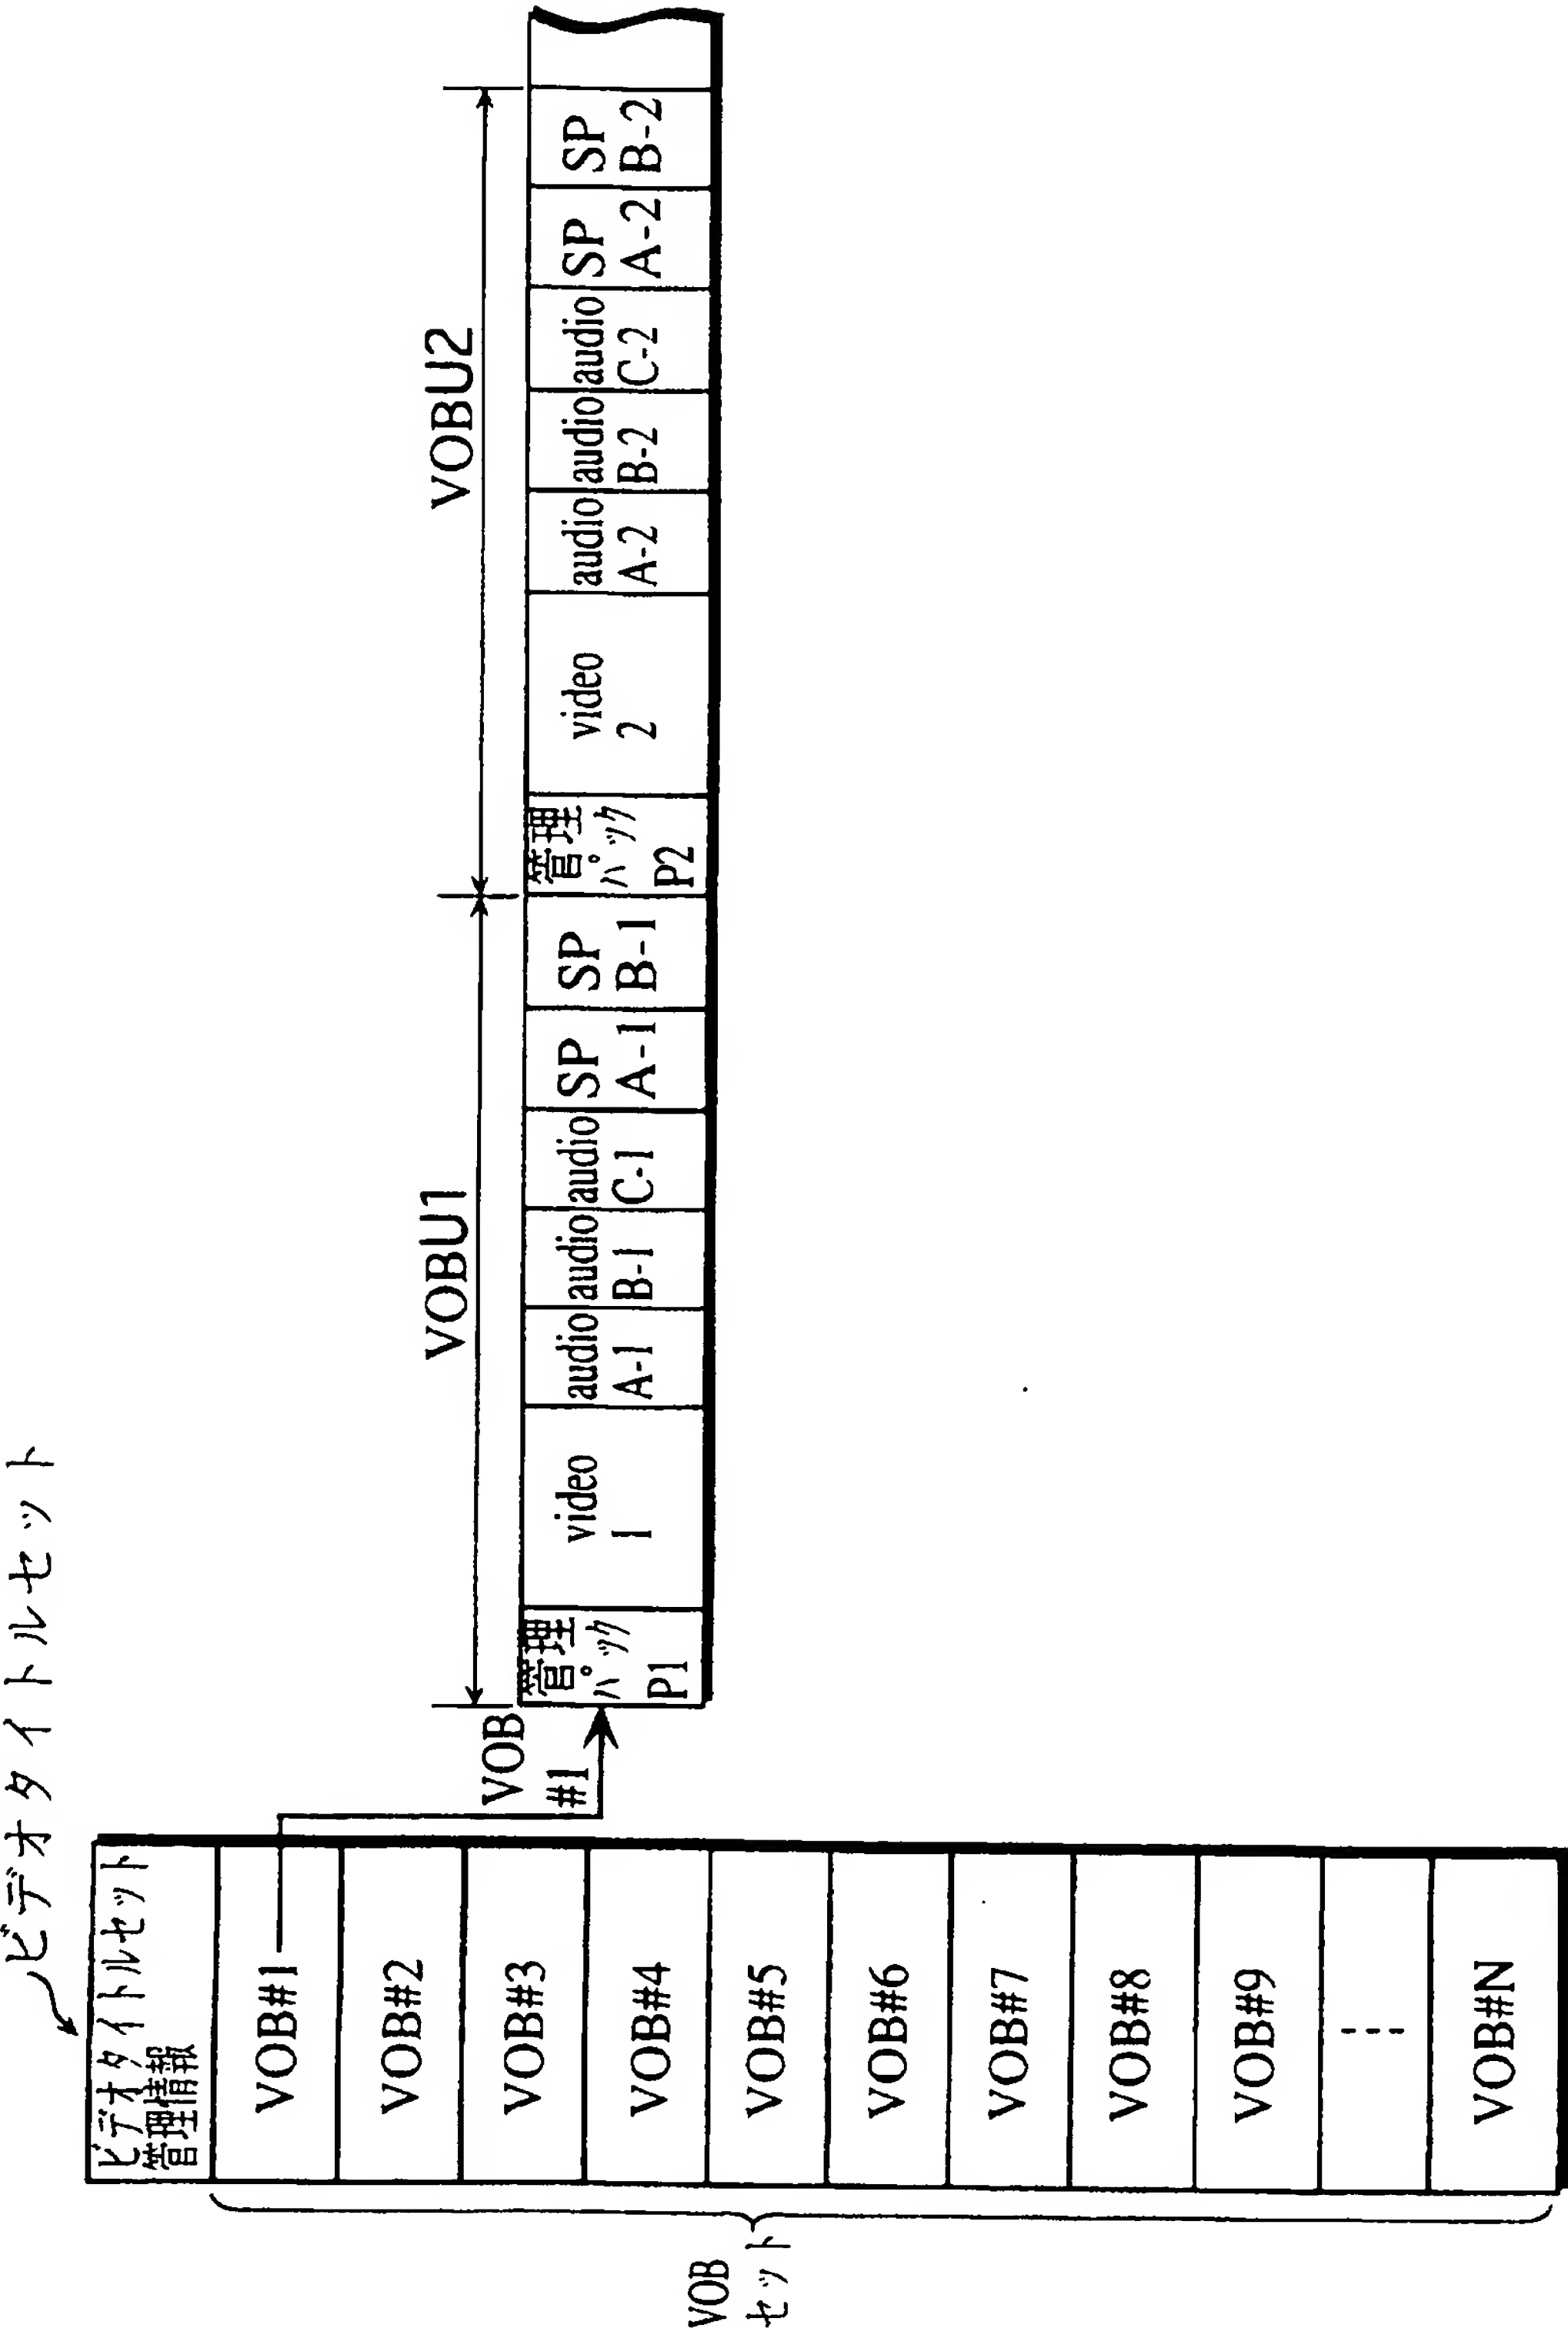 ビデオタイトルセット
ビデオタイトルセット
管理情報
VOB#1
VOB#2
VOB#3
VOB#4
VOB#5
VOB#6
VOB#7
VOB#8
VOB#9
VOB#N
VOB
セット
VOB
#1
VOBU1
VOBU2
管理
パック
P1
video
1
audio
A-1
audio
B-1
audio
C-1
SP
A-1
SP
B-1
管理
パック
P2
video
2
audio
A-2
audio
B-2
audio
C-2
SP
A-2
SP
B-2